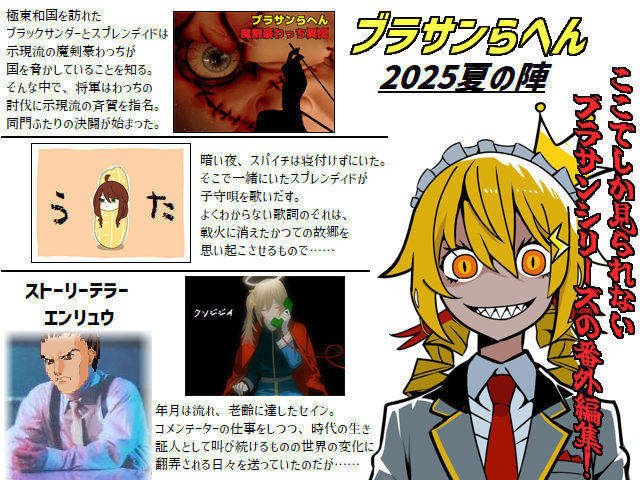 極東和国を訪れた
ブラックサンダーとスプレンディドは
示現流の魔剣豪わっちが
国を脅かしていることを知る。
そんな中で、将軍はわっちの
討伐に示現流の斉賀を指名。
同門ふたりの決闘が始まった。
ブラサンらへん
魔剣豪わっち異聞
ブラサンらへん
2025夏の陣
ここでしか見られない
ブラサンシリーズの番外編集！
うた
暗い夜、スパイチは寝付けずにいた。
そこで一緒にいたスプレンディドが
子守唄を歌いだす。
よくわからない歌詞のそれは、
戦火に消えたかつての故郷を
思い起こさせるもので……
ストーリーテラー
エンリュウ
クソジジイ
年月は流れ、老齢に達したセイン。
コメンテーターの仕事をしつつ、時代の生き
証人として叫び続けるものの世界の変化に
翻弄される日々を送っていたのだが……